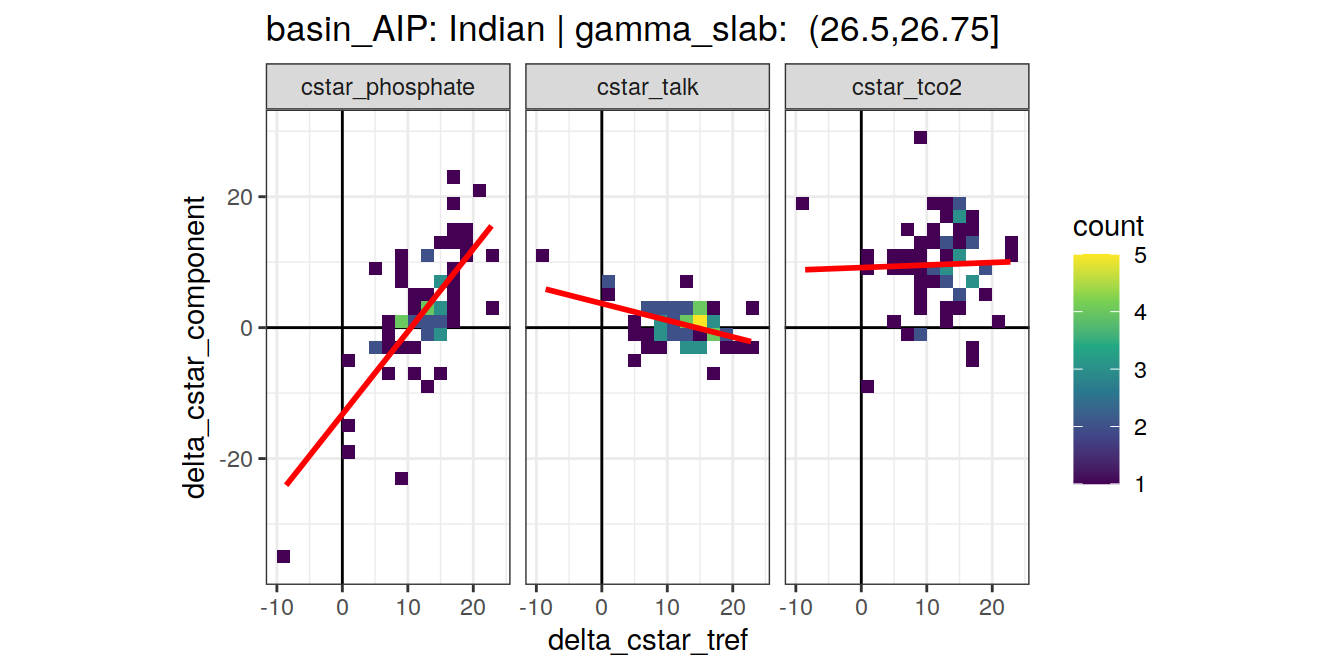 basin_AIP: Indian | gamma_slab:  (26.5,26.75]
cstar_phosphate
cstar_talk
cstar_tco2
delta_cstar_component
20
0
-20
-10 0 10 20
-10 0 10 20
-10 0 10 20
delta_cstar_tref
count
5
4
3
2
1